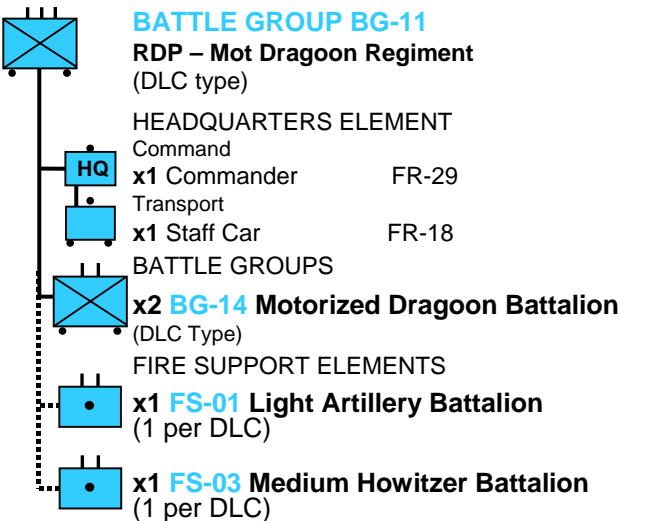 BATTLE GROUP BG-11
RDP – Mot Dragoon Regiment
(DLC type)
HEADQUARTERS ELEMENT
Command
HQ
x1 Commander FR-29
Transport
x1 Staff Car FR-18
BATTLE GROUPS
x2 BG-14 Motorized Dragoon Battalion
(DLC Type)
FIRE SUPPORT ELEMENTS
x1 FS-01 Light Artillery Battalion
(1 per DLC)
x1 FS-03 Medium Howitzer Battalion
(1 per DLC)